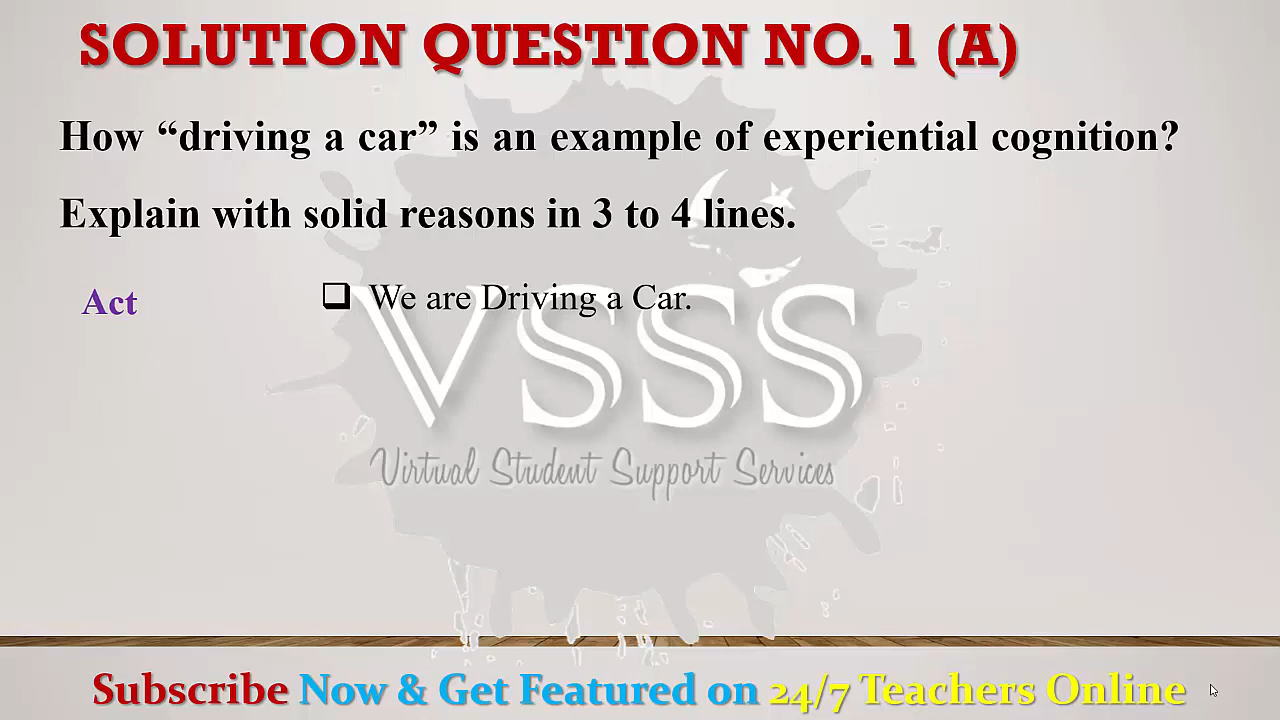 SOLUTION QUESTION NO. 1 (A)
How “driving a car” is an example of experiential cognition?
Explain with solid reasons in 3 to 4 lines.
Act
❑ We are Driving a Car.
VSSS
Virtual Student Support Services
Subscribe Now & Get Featured on 24/7 Teachers Online